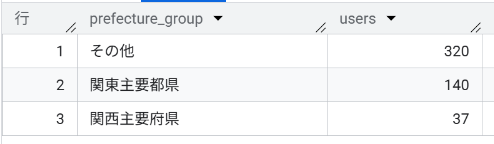 行 prefecture_group users
1 その他 320
2 関東主要都県 140
3 関西主要府県 37